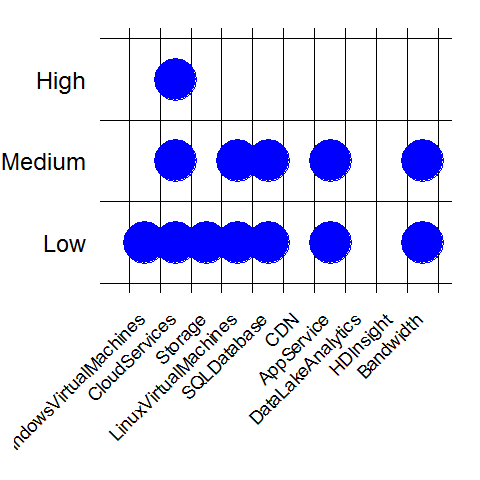 High
Medium
Low
ndowsVirtualMachines
CloudServices
Storage
LinuxVirtualMachines
SQLDatabase
CDN
AppService
DataLakeAnalytics
HDInsight
Bandwidth